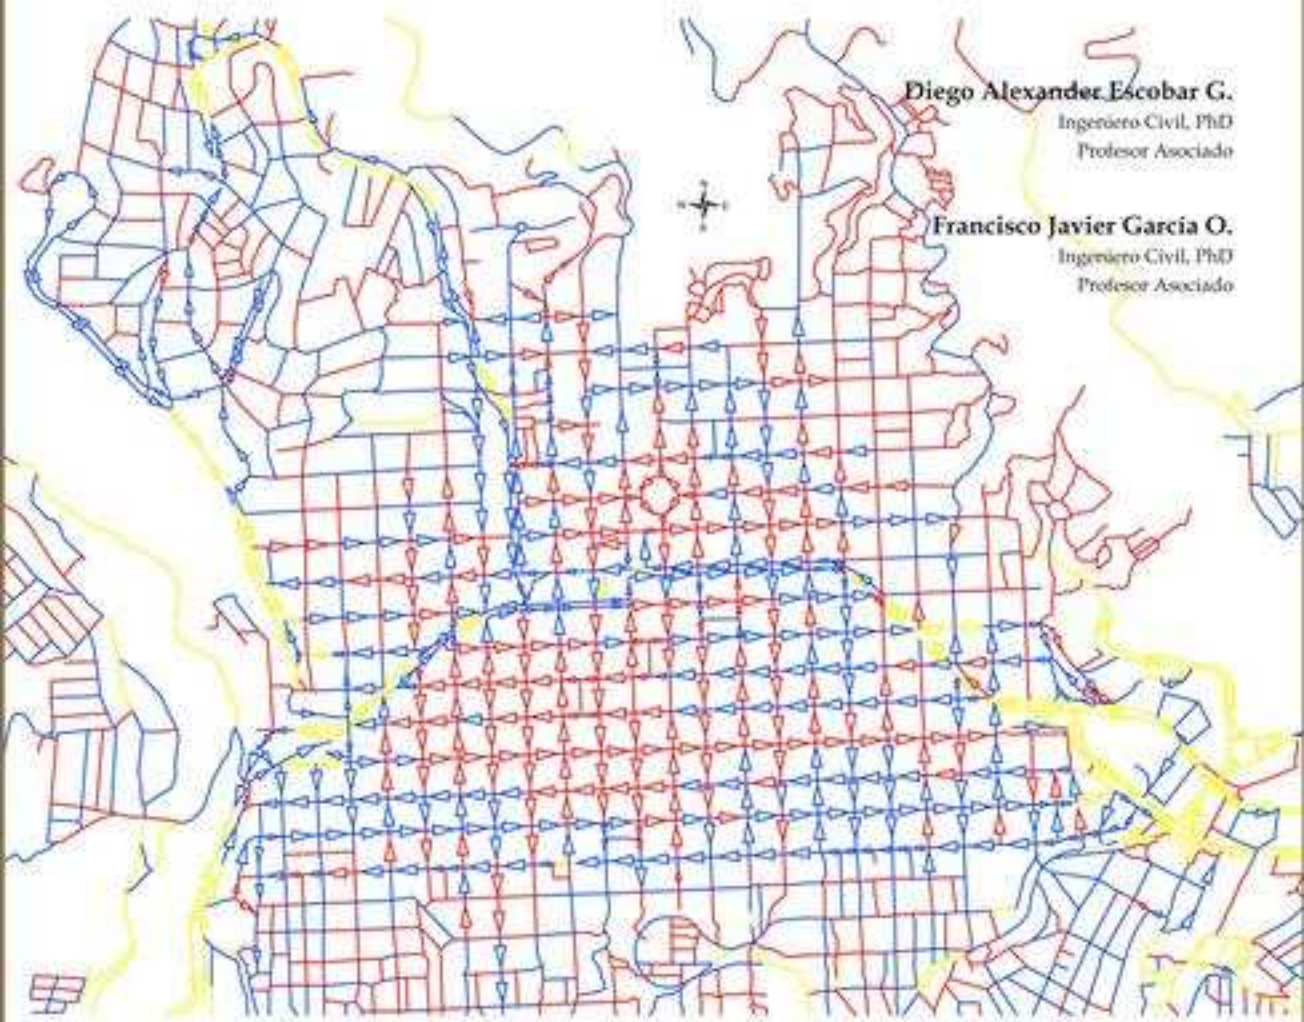 Diego Alexander Escobar G.
Ingeniero Civil, PhD
Profesor Asociado
Francisco Javier García O.
Ingeniero Civil, PhD
Profesor Asociado